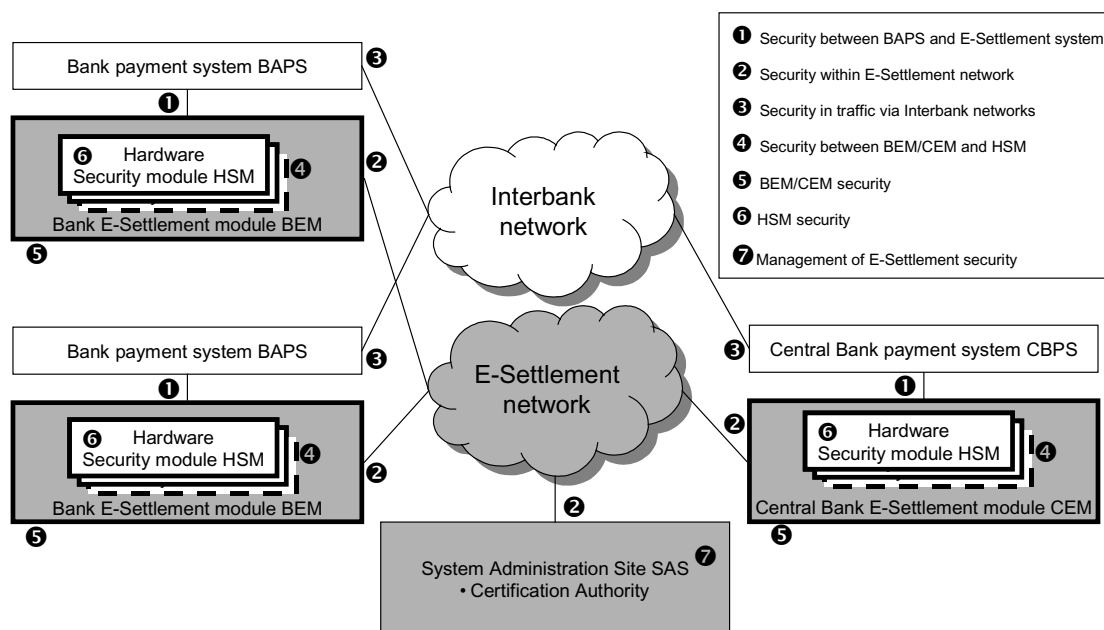 Bank payment system BAPS
❸
❶
❻ Hardware
Security module HSM
❹
❷
Bank E-Settlement module BEM
❺
Interbank
network
❶ Security between BAPS and E-Settlement system
❷ Security within E-Settlement network
❸ Security in traffic via Interbank networks
❹ Security between BEM/CEM and HSM
❺ BEM/CEM security
❻ HSM security
❼ Management of E-Settlement security
Bank payment system BAPS
❸
❶
❻ Hardware
Security module HSM
❹
❷
Bank E-Settlement module BEM
❺
E-Settlement
network
❷
❸
Central Bank payment system CBPS
❶
❷
❻ Hardware
Security module HSM
❹
Central Bank E-Settlement module CEM
❺
System Administration Site SAS
❼
• Certification Authority